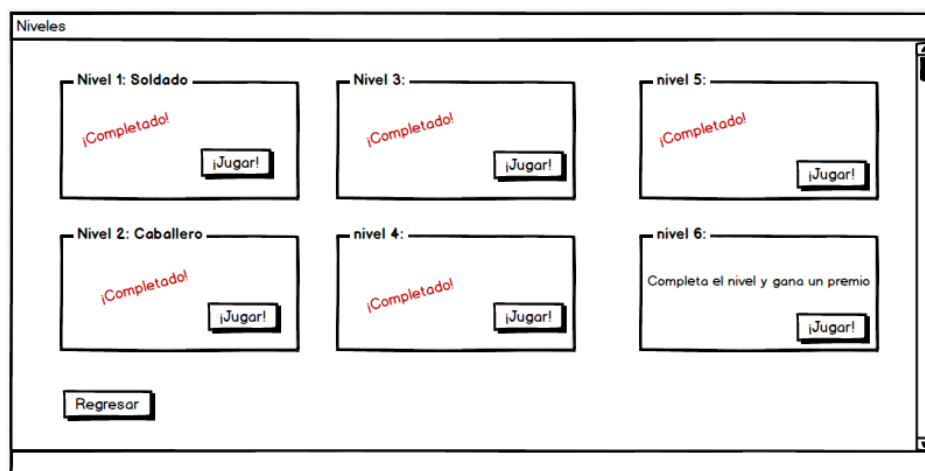 Niveles
Nivel 1: Soldado
¡Completado!
¡Jugar!
Nivel 3:
¡Completado!
¡Jugar!
nivel 5:
¡Completado!
¡Jugar!
Nivel 2: Caballero
¡Completado!
¡Jugar!
nivel 4:
¡Completado!
¡Jugar!
nivel 6:
Completa el nivel y gana un premio
¡Jugar!
Regresar